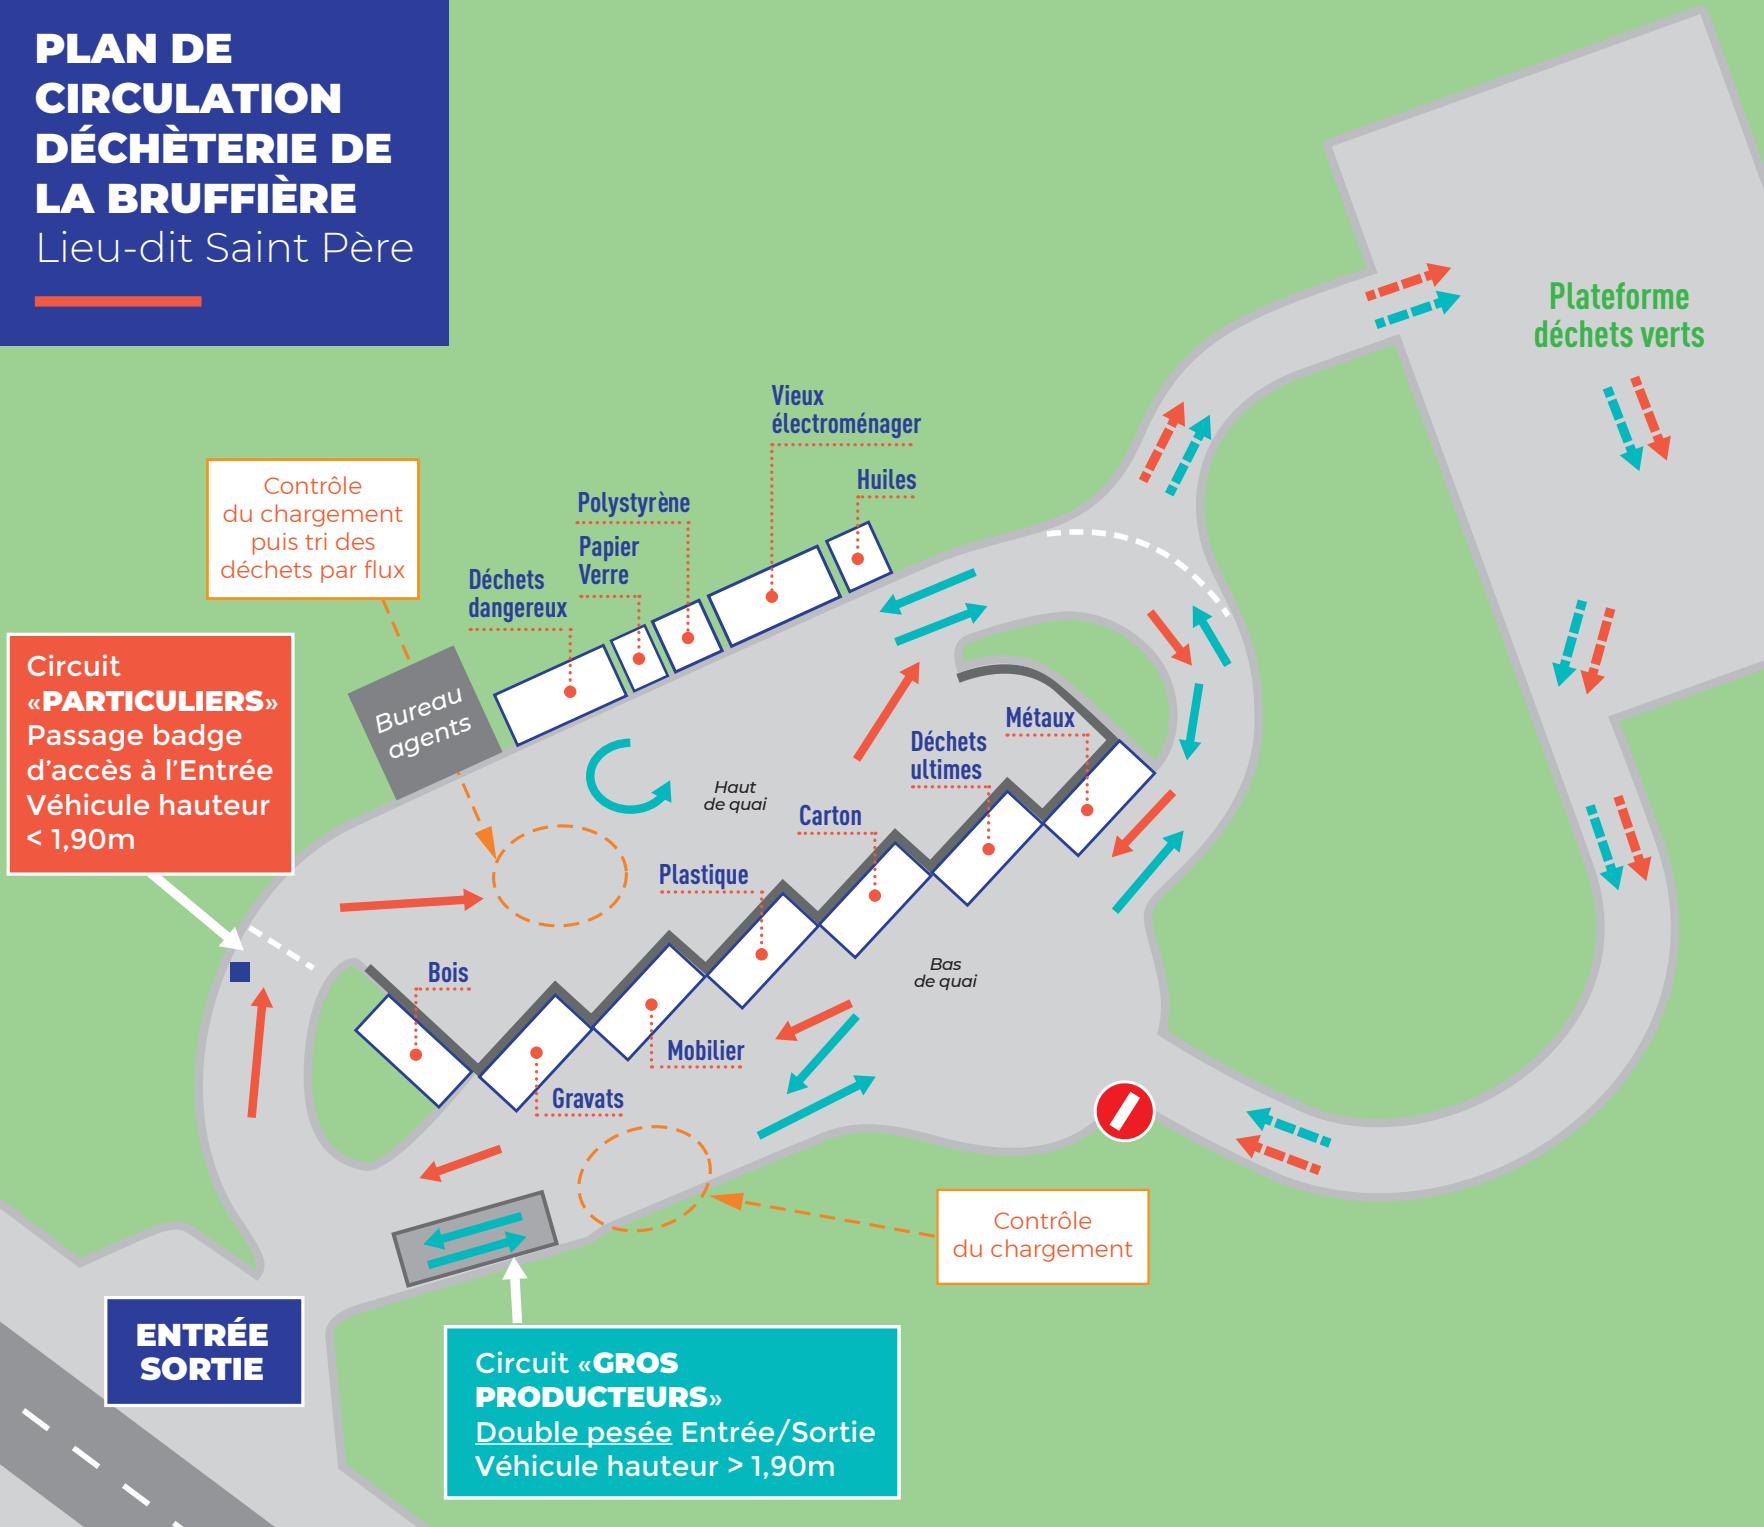 PLAN DE
CIRCULATION
DÉCHÈTERIE DE
LA BRUFFIÈRE
Lieu-dit Saint Père
Plateforme
déchets verts
Vieux
électroménager
Huiles
Polystyrène
Papier
Verre
Déchets
dangereux
Contrôle
du chargement
puis tri des
déchets par flux
Circuit
«PARTICULIERS»
Passage badge
d’accès à l’Entrée
Véhicule hauteur
< 1,90m
Bureau
agents
Haut
de quai
Métaux
Déchets
ultimes
Carton
Plastique
Bois
Bas
de quai
Mobilier
Gravats
Contrôle
du chargement
ENTRÉE
SORTIE
Circuit «GROS
PRODUCTEURS»
Double pesée Entrée/Sortie
Véhicule hauteur > 1,90m